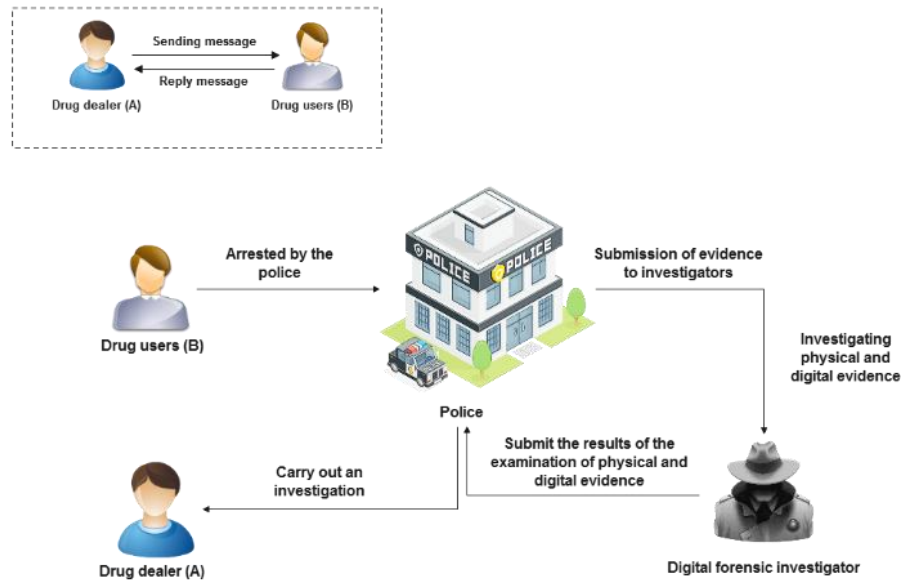 Sending message
Reply message
Drug dealer (A)
Drug users (B)
POLICE
POLICE
Arrested by the
police
Submission of evidence
to investigators
Drug users (B)
Investigating
physical and
digital evidence
Police
Submit the results of the
examination of physical and
digital evidence
Carry out an
investigation
Drug dealer (A)
Digital forensic investigator